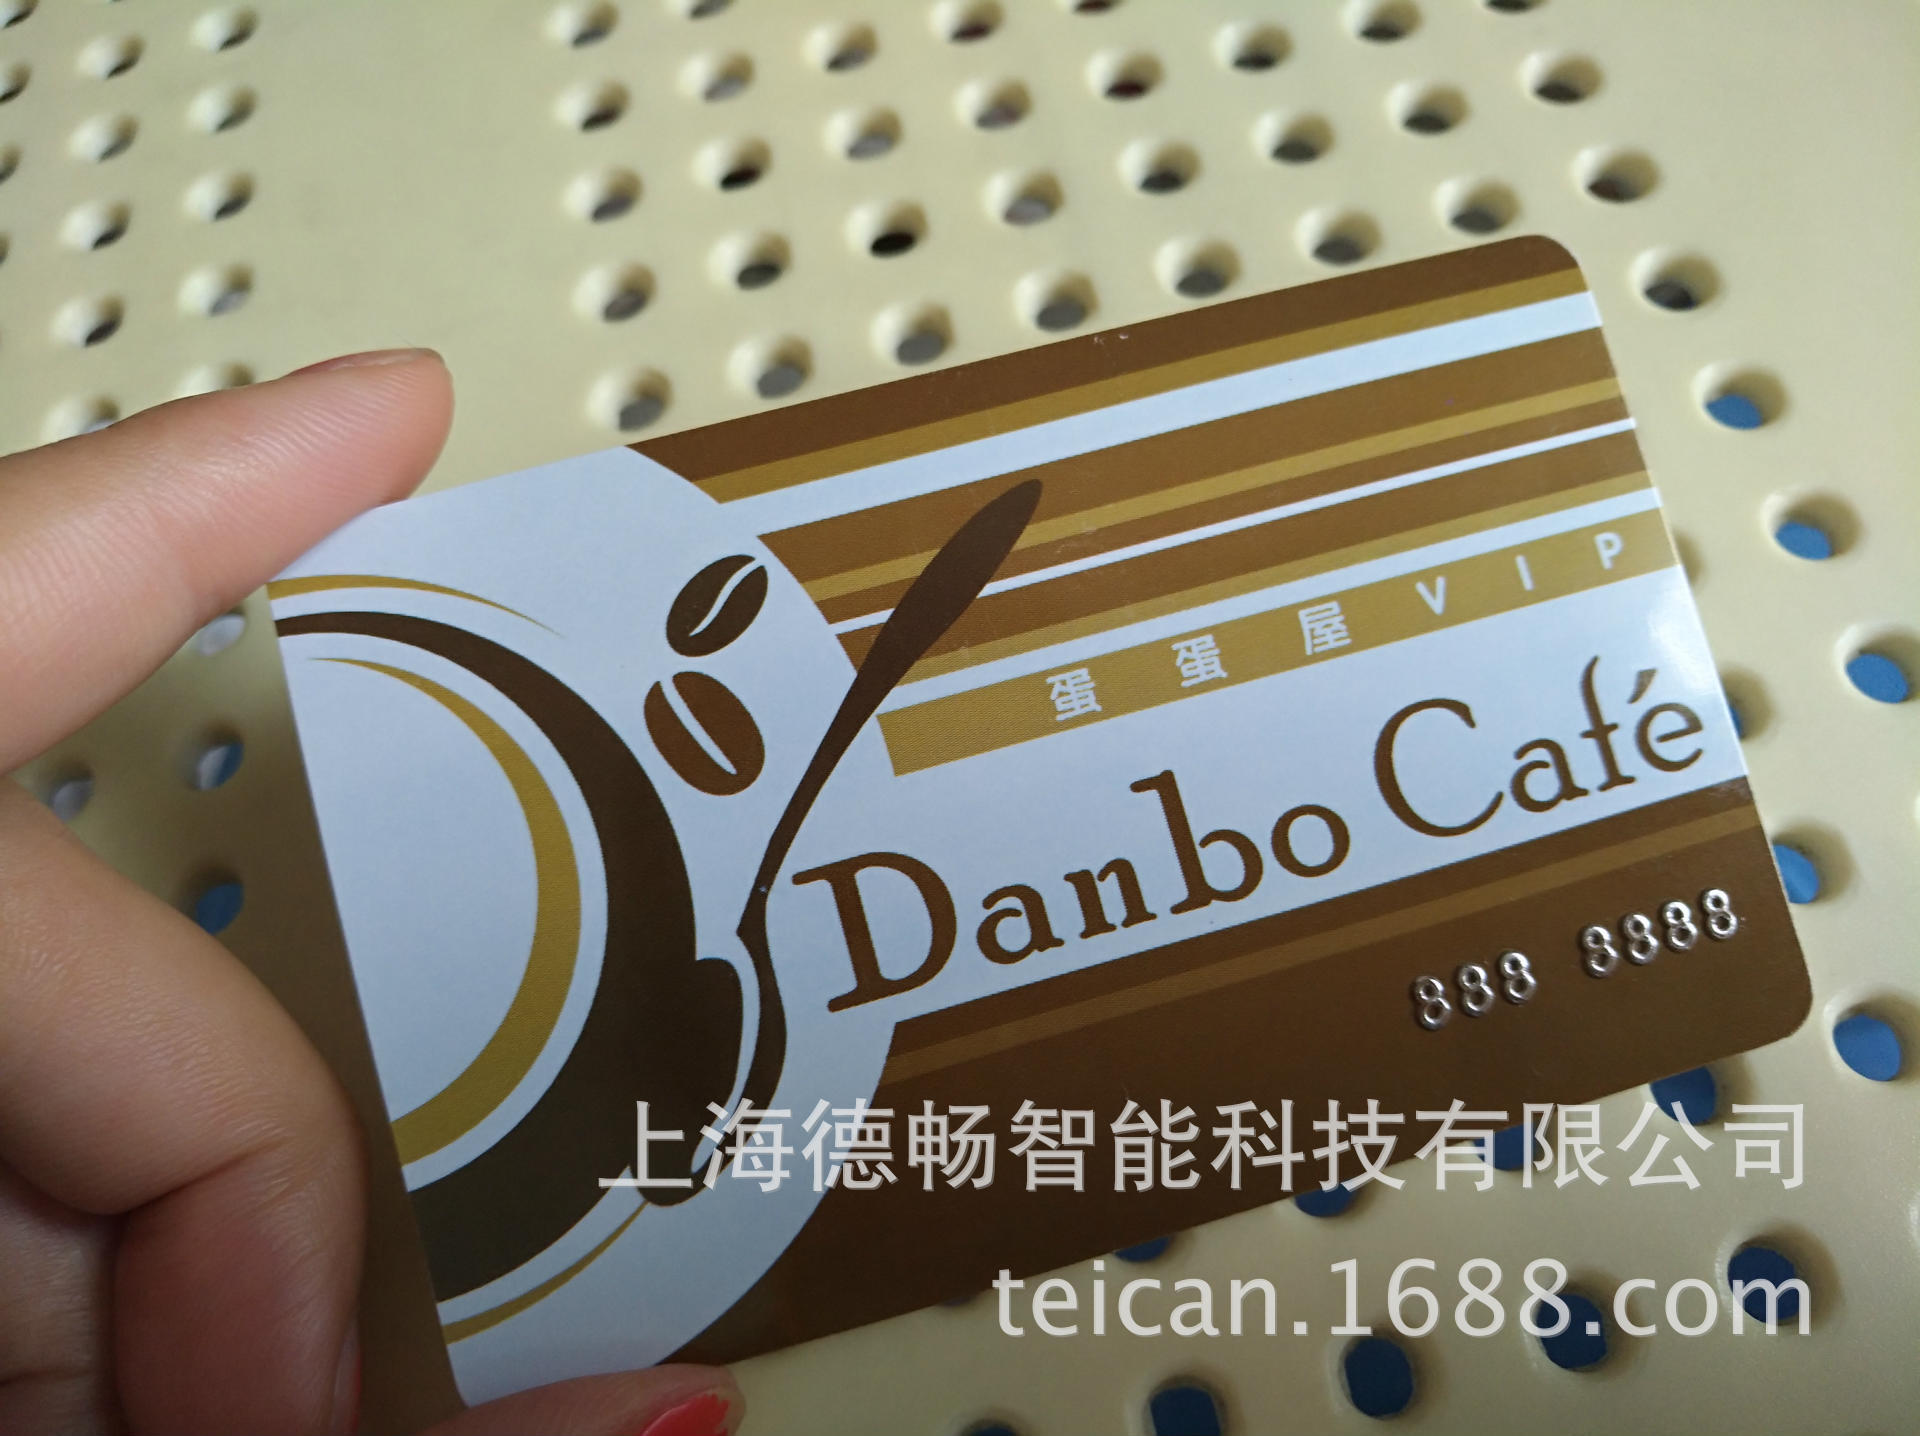 蛋蛋屋VIP
Danbo Café
888 8888
上海德畅智能科技有限公司
teican.1688.com